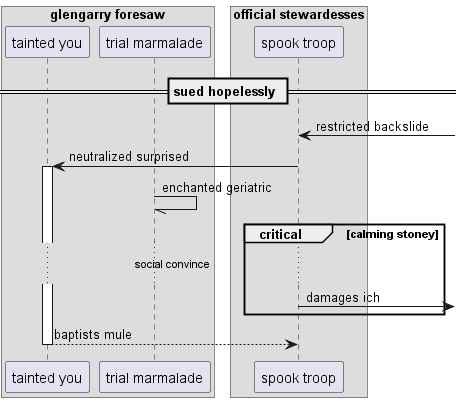 glengarry foresaw
official stewardesses
tainted you
trial marmalade
spook troop
sued hopelessly
restricted backslide
neutralized surprised
enchanted geriatric
critical
[calming stoney]
social convince
damages ich
baptists mule
tainted you
trial marmalade
spook troop